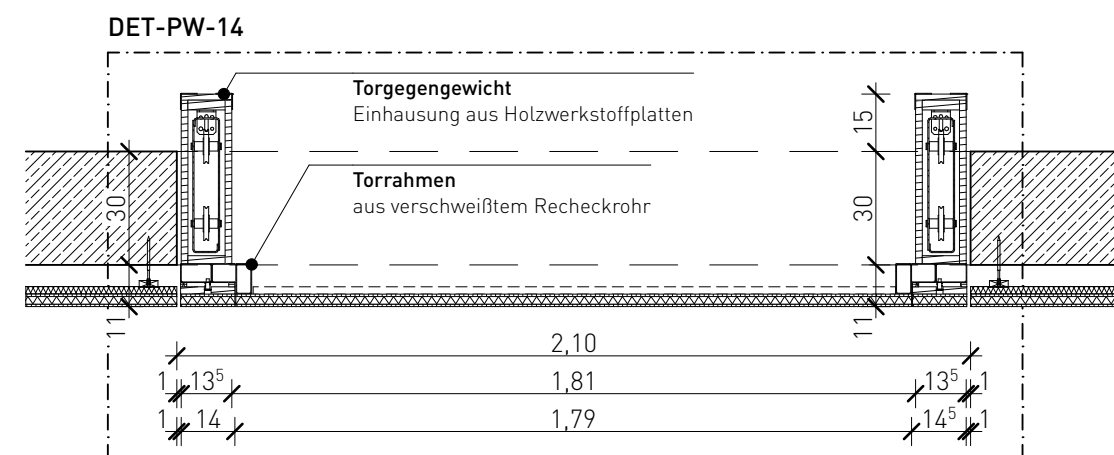 DET-PW-14
Torgegengewicht
Einhausung aus Holzwerkstoffplatten
15
Torrahmen
aus verschweißtem Recheckrohr
30
30
11
11
2,10
1 13⁵ 1,81 13⁵ 1
1 14 1,79 14⁵ 1